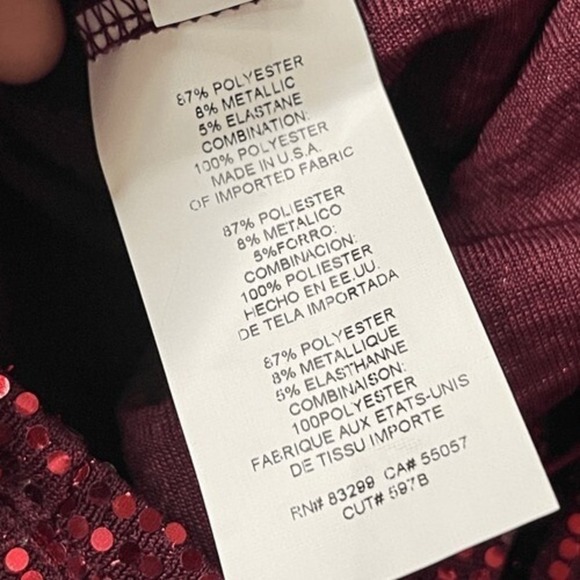 87% POLYESTER
8% METALLIC
5% ELASTANE
COMBINATION:
100% POLYESTER
MADE IN U.S.A.
OF IMPORTED FABRIC
87% POLIESTER
8% METALICO
5%FORRO:
COMBINACION:
100% POLIESTER
HECHO EN EE.UU.
DE TELA IMPORTADA
87% POLYESTER
8% METALLIQUE
5% ELASTHANNE
COMBINAISON:
100POLYESTER
FABRIQUE AUX ETATS-UNIS
DE TISSU IMPORTE
RN# 83299 CA# 55057
CUT# 597B